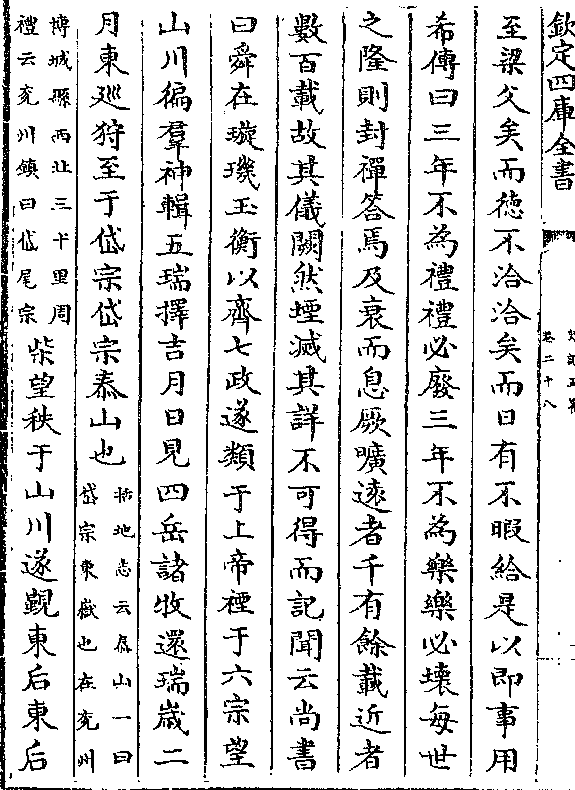 欽定四庫全書
卷二十八
至梁父矣而徳不洽洽矣而日有不暇給是以即事用
希傳曰三年不為禮禮必廢三年不為樂樂必壊每世
之隆則封禪答焉及衰而息厥曠逺者千有餘載近者
數百載故其儀闕然堙滅其詳不可得而記聞云尚書
曰舜在璇璣玉衡以齊七政遂類于上帝禋于六宗望
山川徧羣神輯五瑞擇吉月日見四岳諸牧還瑞嵗二
月東廵狩至于岱宗岱宗泰山也
括地志云㤗山一曰
岱宗東嶽也在兖州
博城縣西北三十里周
禮云兖州鎮曰岱宗
柴望秩于山川遂覲東后東后